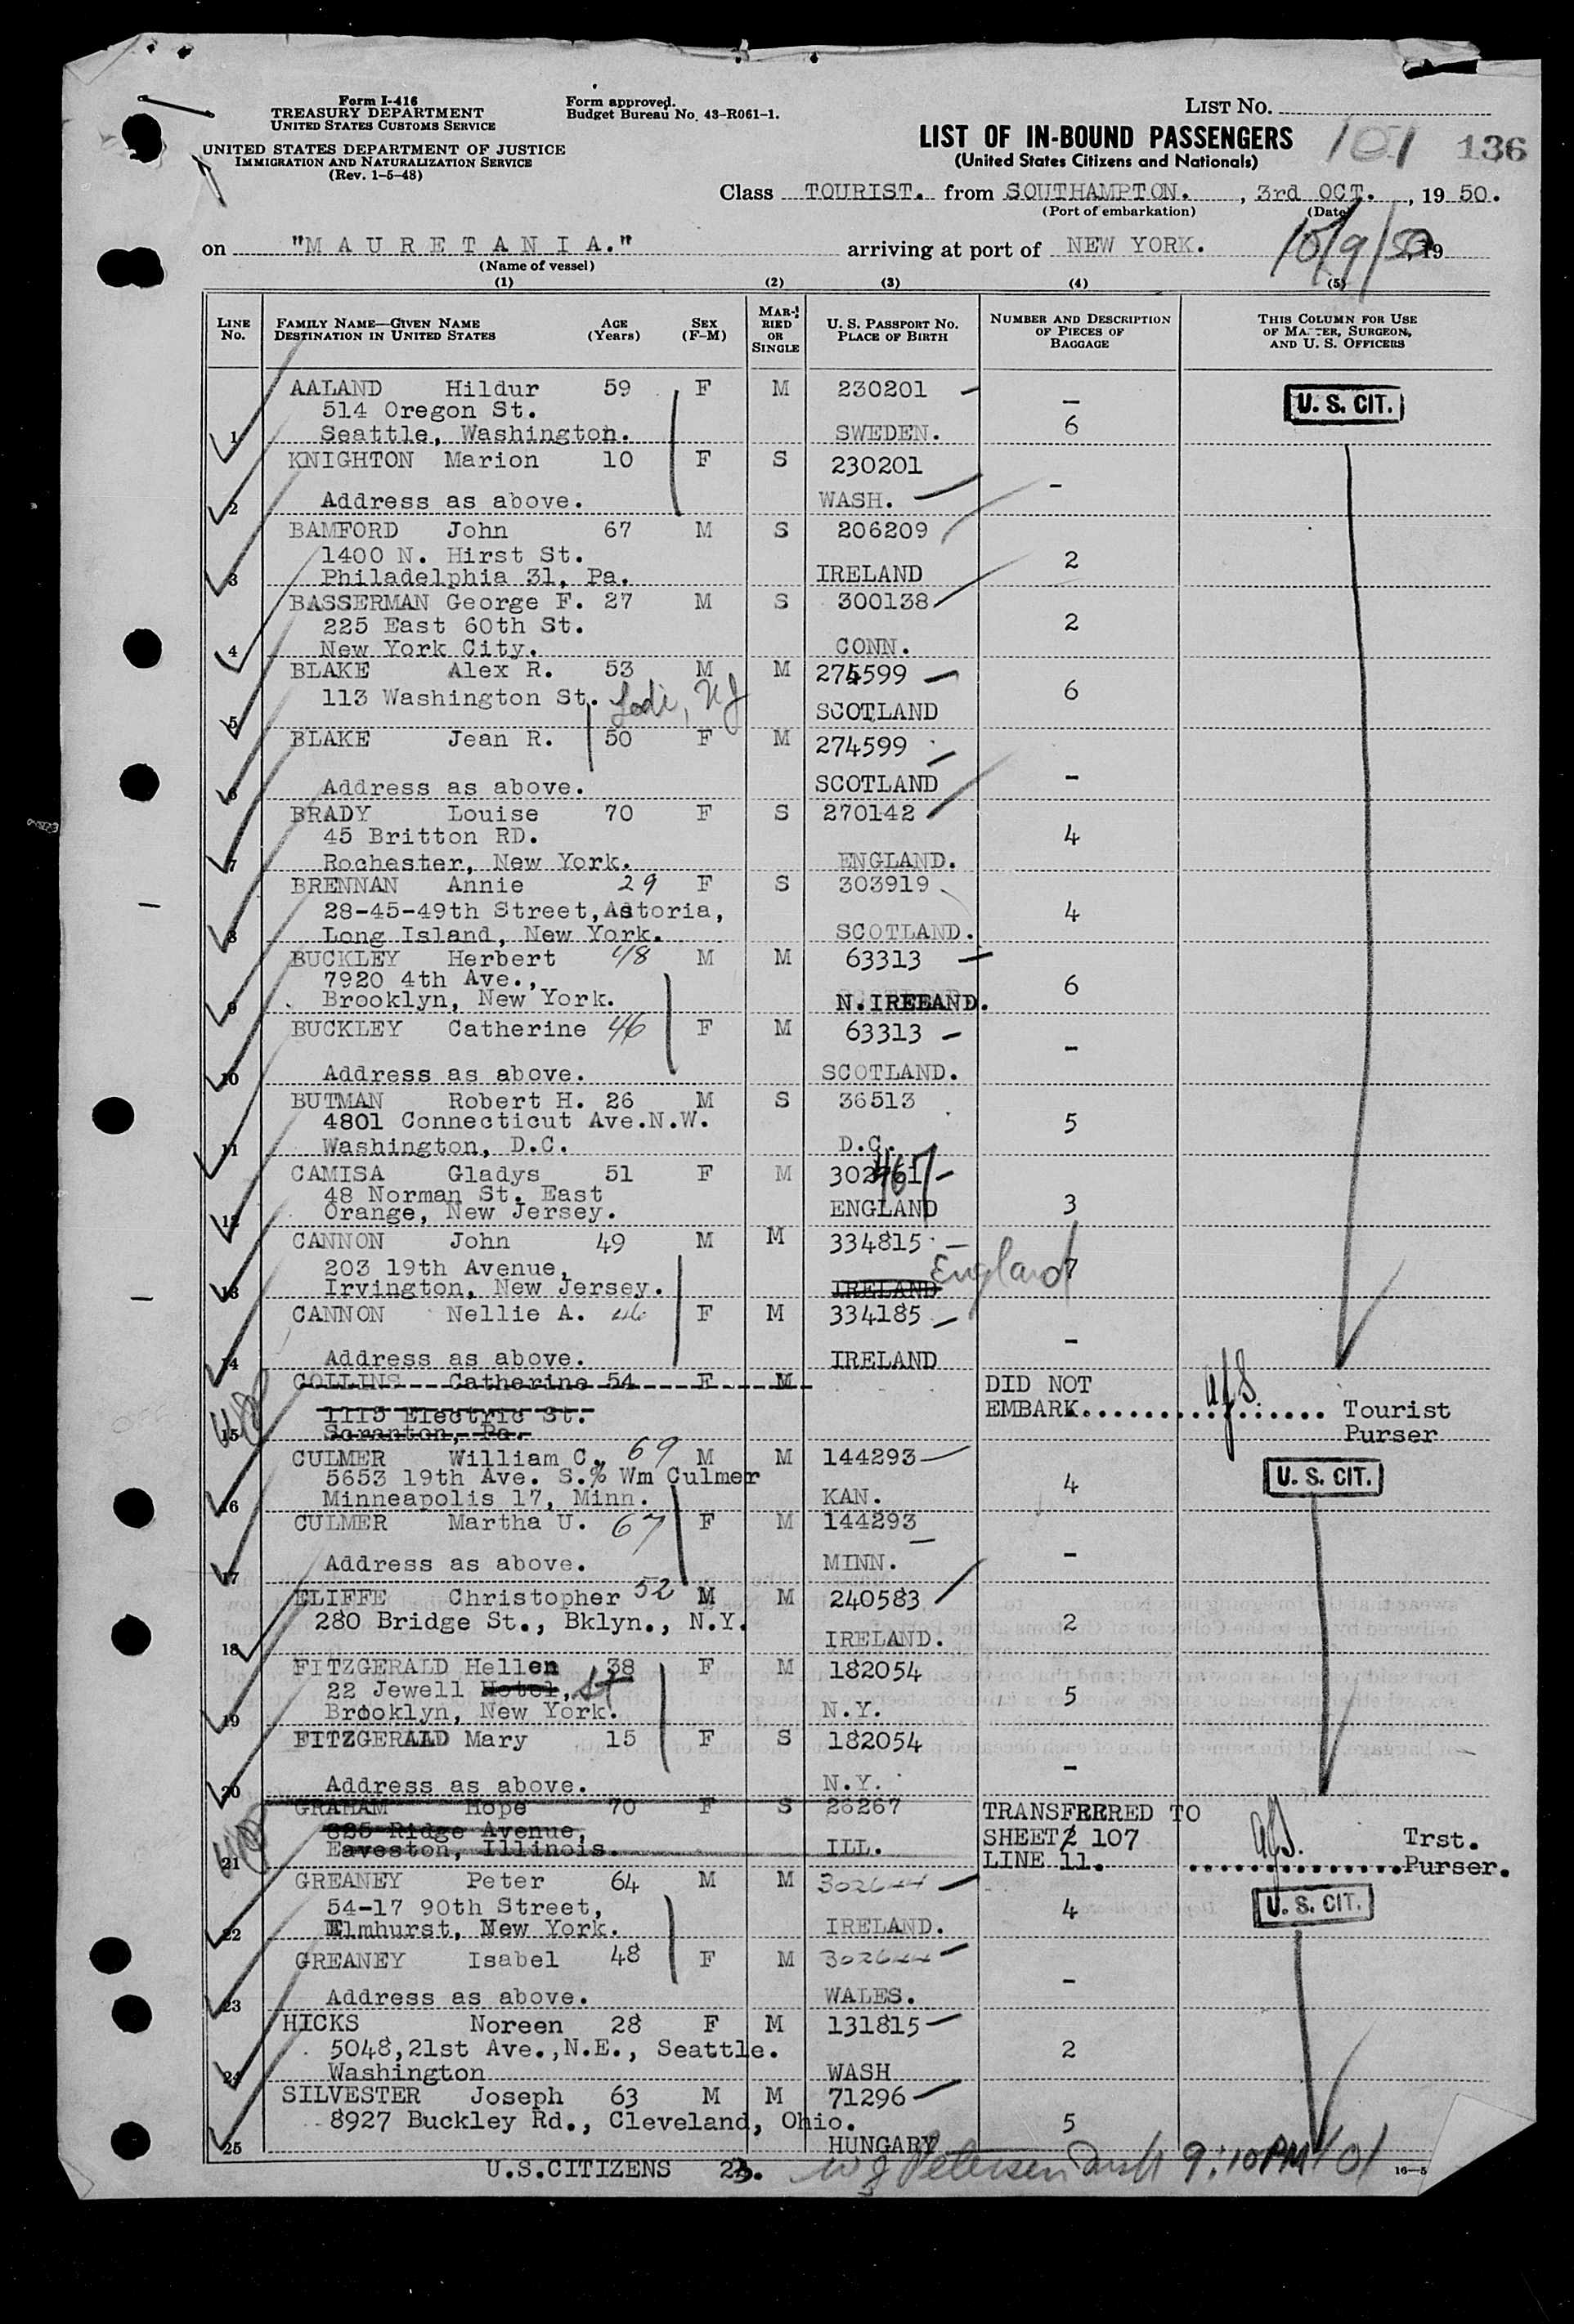 Form I-416
TREASURY DEPARTMENT
UNITED STATES CUSTOMS SERVICE
UNITED STATES DEPARTMENT OF JUSTICE
IMMIGRATION AND NATURALIZATION SERVICE
(Rev. 1-5-48)
Form approved.
Budget Bureau No. 43-R061-1.
LIST NO.
LIST OF IN-BOUND PASSENGERS
(United States Citizens and Nationals)
101 136
Class TOURIST. from SOUTHAMPTON. , 3rd OCT. , 19 50.
(Port of embarkation) (Date)
on "M A U R E T A N I A." arriving at port of NEW YORK. 10/9/50, 19
(Name of vessel)
(1) (2) (3) (4) (5)
LINE NO. FAMILY NAME—GIVEN NAME DESTINATION IN UNITED STATES AGE (Years) SEX (F-M) MARRIED OR SINGLE U. S. PASSPORT NO. PLACE OF BIRTH NUMBER AND DESCRIPTION OF PIECES OF BAGGAGE THIS COLUMN FOR USE OF MASTER, SURGEON, AND U. S. OFFICERS
AALAND Hildur 59 F M 230201 – U. S. CIT.
514 Oregon St.
1 Seattle, Washington. SWEDEN. 6
KNIGHTON Marion 10 F S 230201
2 Address as above. WASH. –
BAMFORD John 67 M S 206209
1400 N. Hirst St. 2
3 Philadelphia 31, Pa. IRELAND
BASSERMAN George F. 27 M S 300138
225 East 60th St. 2
4 New York City. CONN.
BLAKE Alex R. 53 M M 274599
5 113 Washington St. Lodi, NJ SCOTLAND 6
BLAKE Jean R. 50 F M 274599
6 Address as above. SCOTLAND –
BRADY Louise 70 F S 270142
45 Britton RD. 4
7 Rochester, New York. ENGLAND.
BRENNAN Annie 29 F S 303919
28-45-49th Street, Astoria, 4
8 Long Island, New York. SCOTLAND.
BUCKLEY Herbert 48 M M 63313
7920 4th Ave.,
9 Brooklyn, New York. N.IRELAND. 6
BUCKLEY Catherine 46 F M 63313
10 Address as above. SCOTLAND. –
BUTMAN Robert H. 26 M S 36513
4801 Connecticut Ave.N.W. 5
11 Washington, D.C. D.C.
CAMISA Gladys 51 F M 302461
48 Norman St. East
12 Orange, New Jersey. ENGLAND 3
CANNON John 49 M M 334815
203 19th Avenue, England 7
13 Irvington, New Jersey. IRELAND
CANNON Nellie A. 46 F M 334185
14 Address as above. IRELAND –
COLLINS Catherine 54 F M DID NOT
1115 Electric St. EMBARK.................. Tourist
15 Scranton, Pa. Purser
CULMER William C. 69 M M 144293 U. S. CIT.
5653 19th Ave. S.% Wm Culmer 4
16 Minneapolis 17, Minn. KAN.
CULMER Martha U. 67 F M 144293
17 Address as above. MINN. –
ELIFFE Christopher 52 M M 240583
18 280 Bridge St., Bklyn., N.Y. IRELAND. 2
FITZGERALD Hellen 38 F M 182054
22 Jewell Hotel, St 5
19 Brooklyn, New York. N.Y.
FITZGERALD Mary 15 F S 182054
20 Address as above. N.Y. –
GRAHAM Hope 70 F S 26267 TRANSFERRED TO
825 Ridge Avenue, SHEET 107 Trst.
21 Eaveston, Illinois. ILL. LINE 11. ...............Purser.
GREANEY Peter 64 M M 302644 U. S. CIT.
54-17 90th Street, 4
22 Elmhurst, New York. IRELAND.
GREANEY Isabel 48 F M 302644
23 Address as above. WALES. –
HICKS Noreen 28 F M 131815
5048,21st Ave.,N.E., Seattle. 2
24 Washington WASH
SILVESTER Joseph 63 M M 71296
8927 Buckley Rd., Cleveland, Ohio. 5
25 HUNGARY
U.S.CITIZENS 23. W J Petersen 9:10PM 101 16—5